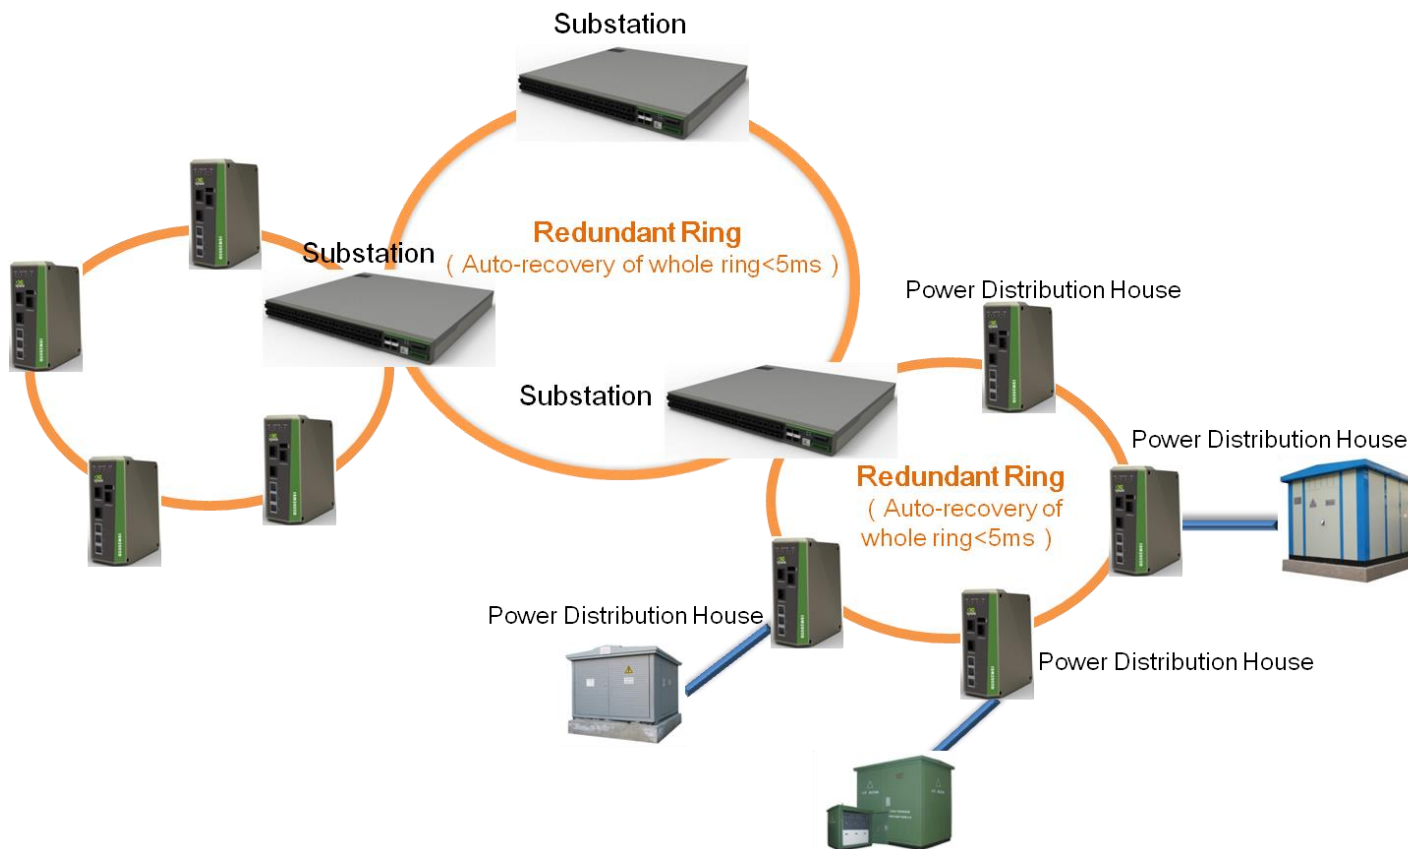 Substation
Redundant Ring
( Auto-recovery of whole ring<5ms )
Substation
Power Distribution House
Substation
Power Distribution House
Redundant Ring
( Auto-recovery of
whole ring<5ms )
Power Distribution House
Power Distribution House